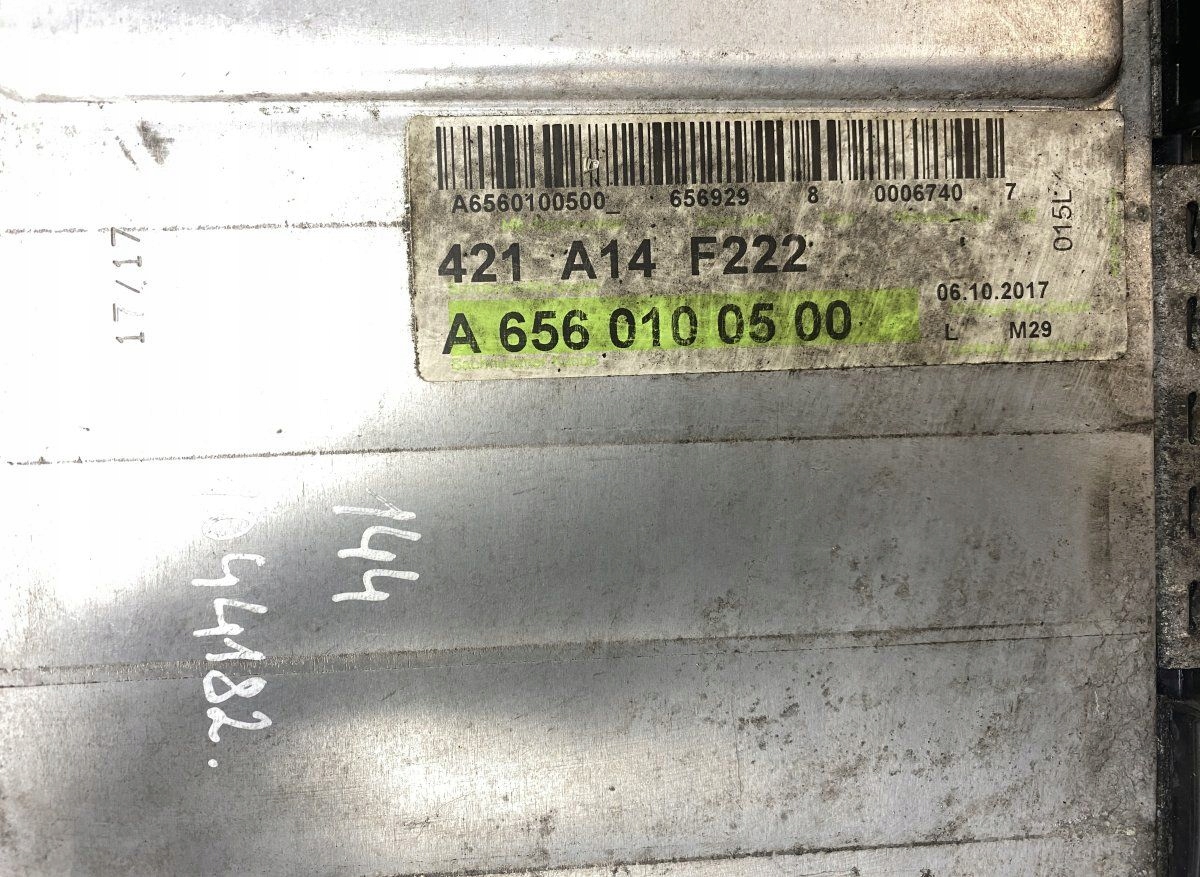 A6560100500_ 656929 8 0006740 7
015L
421 A14 F222
06.10.2017
A 656 010 05 00
L M29
17/17
144
044182.